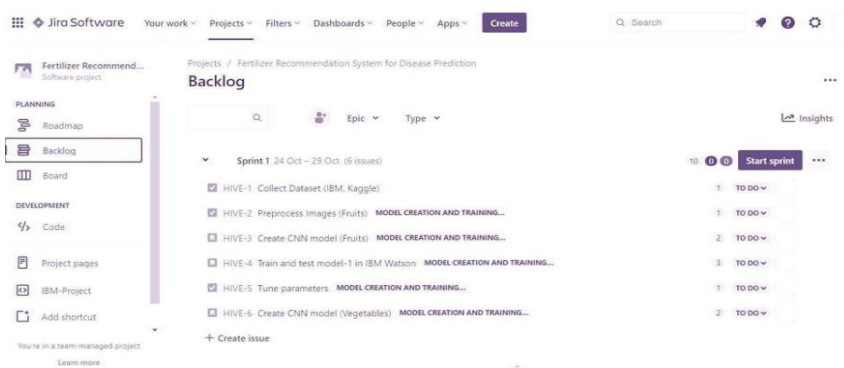 Jira Software Your work Projects Filters Dashboards People Apps Create Search
Fertilizer Recommend...
Software project
PLANNING
Roadmap
Backlog
Board
DEVELOPMENT
Code
Project pages
IBM-Project
Add shortcut
You're in a team-managed project
Learn more
Projects / Fertilizer Recommendation System for Disease Prediction
Backlog
Epic Type Insights
Sprint 1 24 Oct – 29 Oct (6 issues) 10 0 0 Start sprint
HIVE-1 Collect Dataset (IBM, Kaggle) 1 TO DO
HIVE-2 Preprocess Images (Fruits) MODEL CREATION AND TRAINING... 1 TO DO
HIVE-3 Create CNN model (Fruits) MODEL CREATION AND TRAINING... 2 TO DO
HIVE-4 Train and test model-1 in IBM Watson MODEL CREATION AND TRAINING... 3 TO DO
HIVE-5 Tune parameters MODEL CREATION AND TRAINING... 1 TO DO
HIVE-6 Create CNN model (Vegetables) MODEL CREATION AND TRAINING... 2 TO DO
+ Create issue